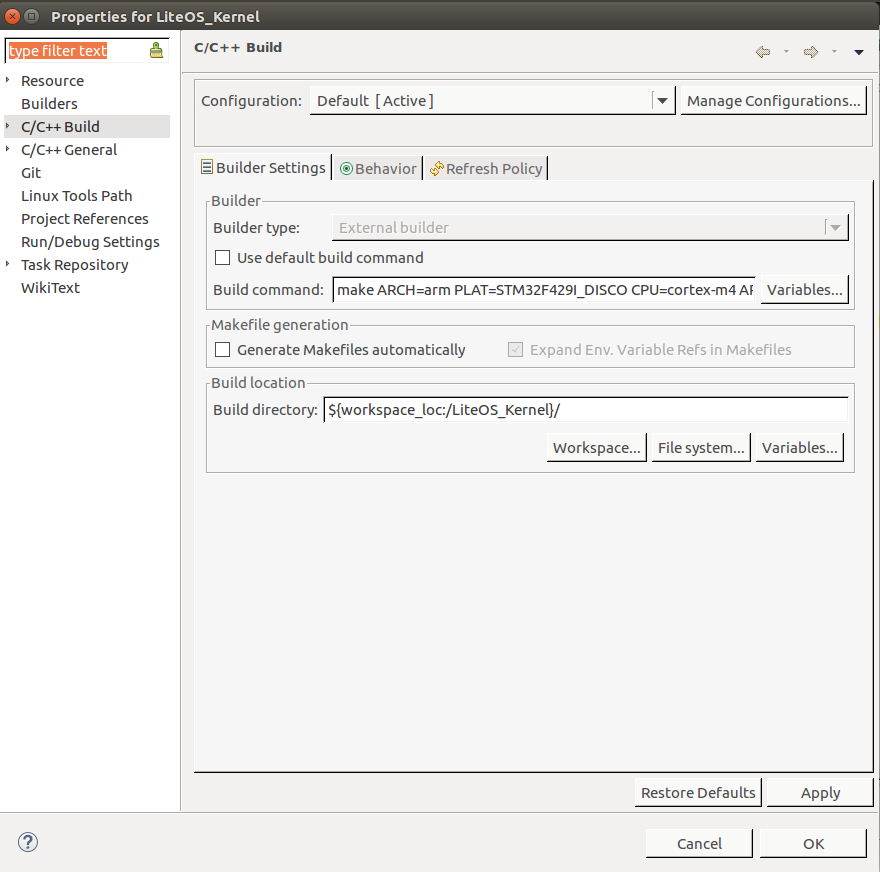 Properties for LiteOS_Kernel
type filter text
Resource
Builders
C/C++ Build
C/C++ General
Git
Linux Tools Path
Project References
Run/Debug Settings
Task Repository
WikiText
C/C++ Build
Configuration: Default [ Active ] Manage Configurations...
Builder Settings Behavior Refresh Policy
Builder
Builder type: External builder
Use default build command
Build command: make ARCH=arm PLAT=STM32F429I_DISCO CPU=cortex-m4 Variables...
Makefile generation
Generate Makefiles automatically Expand Env. Variable Refs in Makefiles
Build location
Build directory: ${workspace_loc:/LiteOS_Kernel}/
Workspace... File system... Variables...
Restore Defaults Apply
? Cancel OK